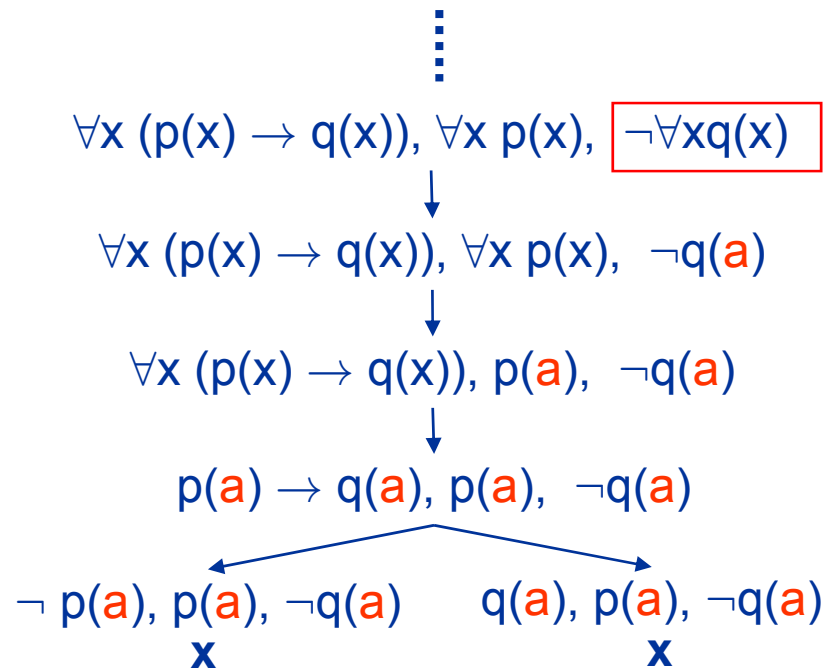 ∀x (p(x) → q(x)), ∀x p(x), ¬∀xq(x)
∀x (p(x) → q(x)), ∀x p(x), ¬q(a)
∀x (p(x) → q(x)), p(a), ¬q(a)
p(a) → q(a), p(a), ¬q(a)
¬ p(a), p(a), ¬q(a) q(a), p(a), ¬q(a)
x x